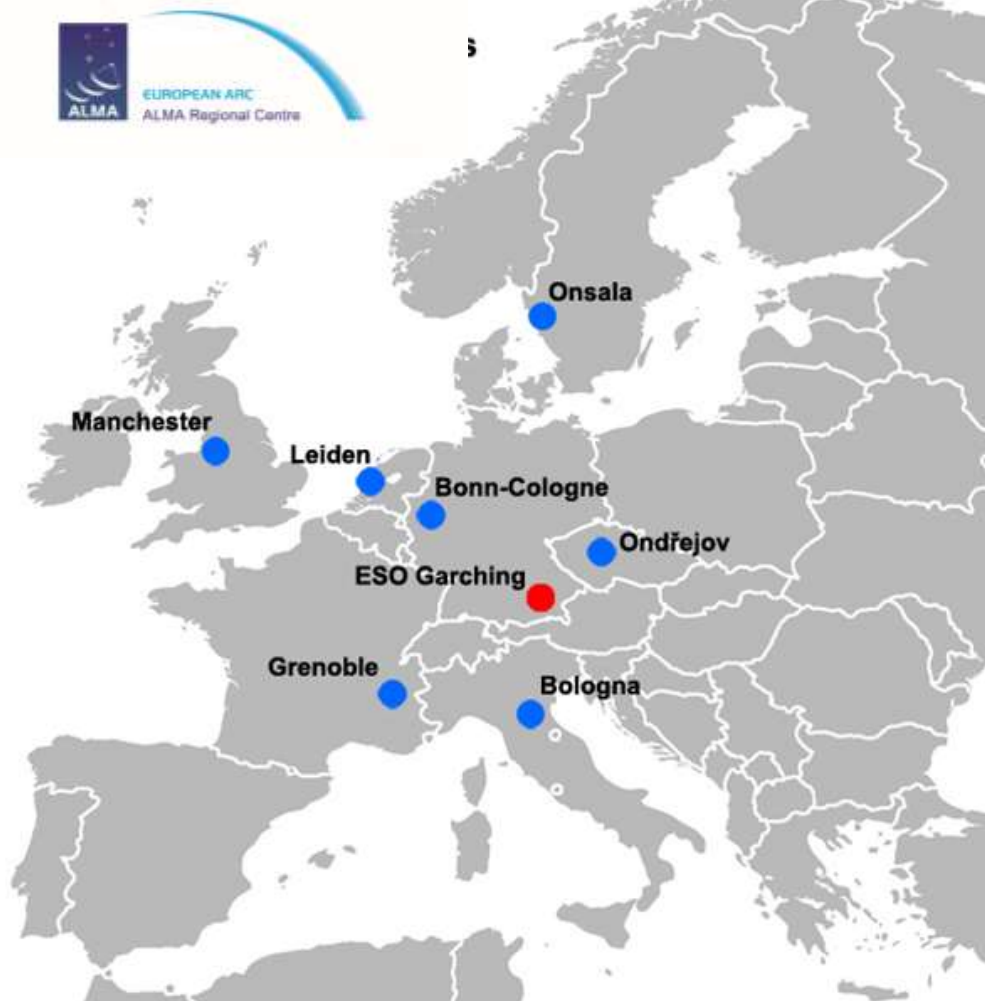 s
EUROPEAN ARC
ALMA
ALMA Regional Centre
Onsala
Manchester
Leiden
Bonn-Cologne
Ondřejov
ESO Garching
Grenoble
Bologna